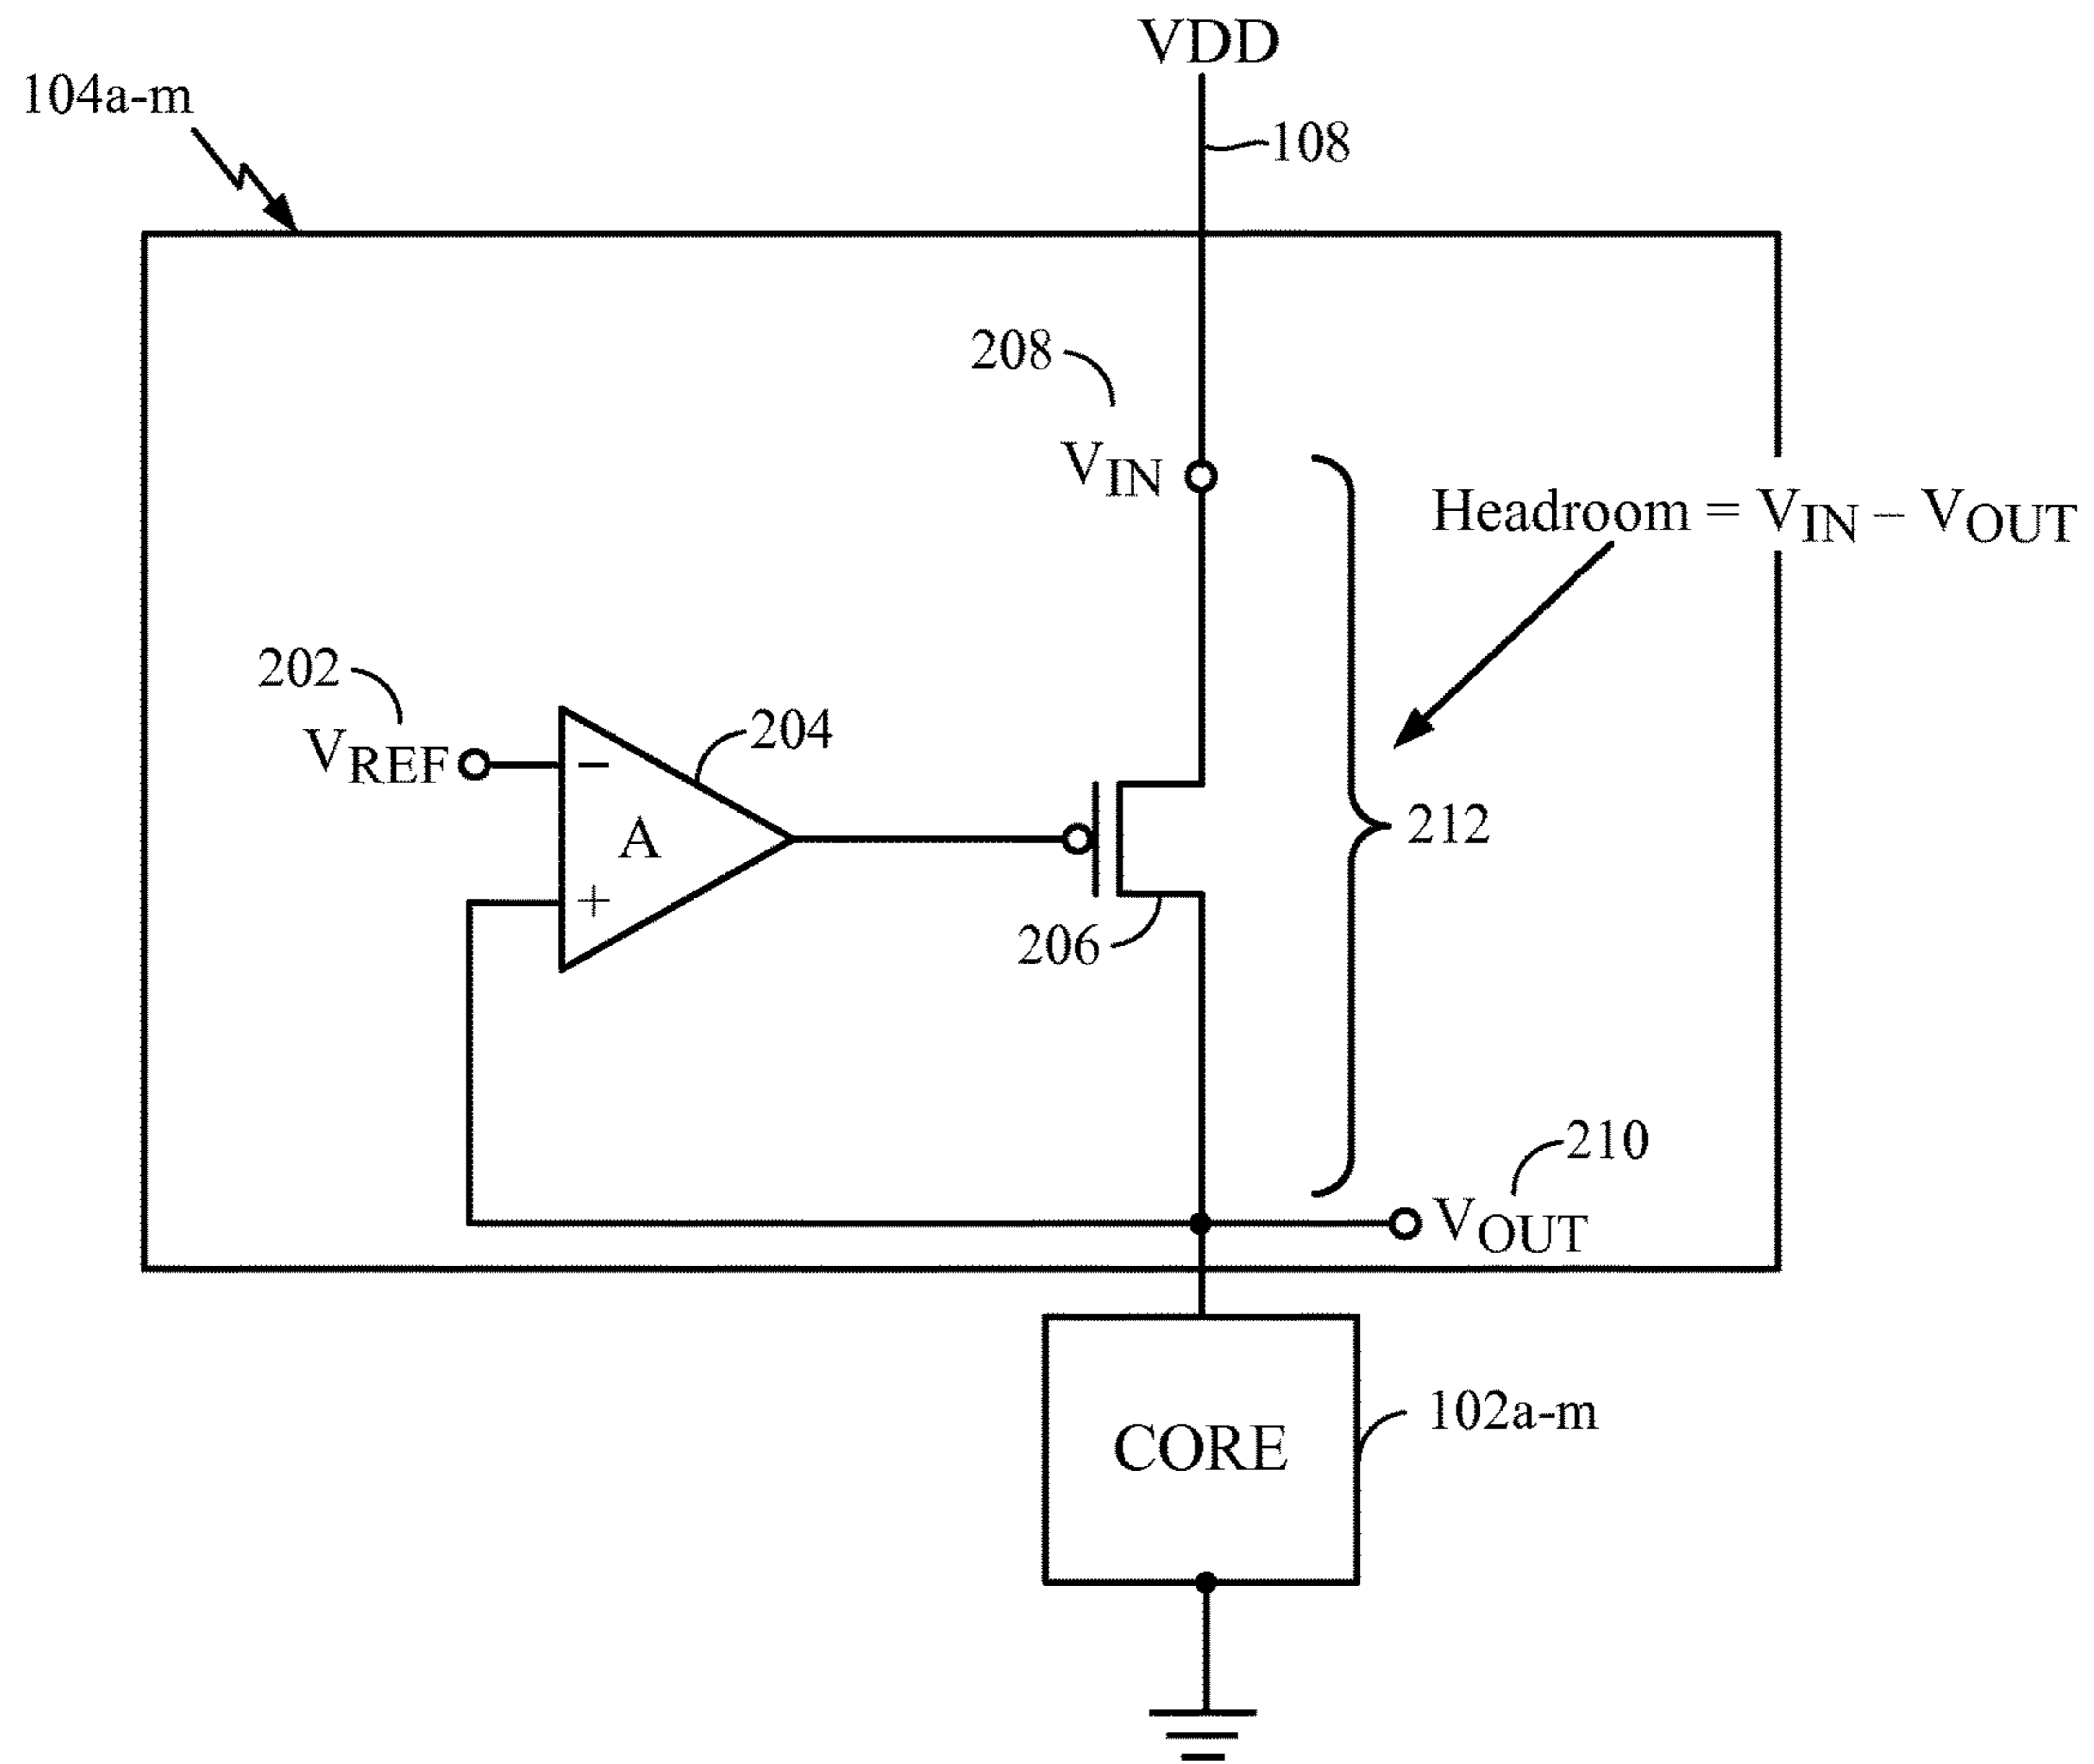 VDD
104a-m
108
208
VIN
Headroom = VIN – VOUT
202
VREF
204
−
A
+
212
206
210
VOUT
CORE
102a-m